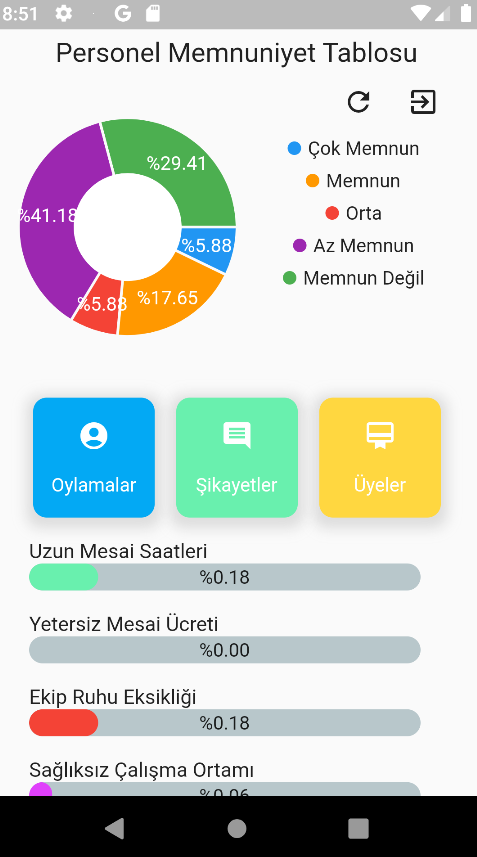 8:51
Personel Memnuniyet Tablosu
%29.41
%41.18
%5.88
%17.65
%5.88
Çok Memnun
Memnun
Orta
Az Memnun
Memnun Değil
Oylamalar
Şikayetler
Üyeler
Uzun Mesai Saatleri
%0.18
Yetersiz Mesai Ücreti
%0.00
Ekip Ruhu Eksikliği
%0.18
Sağlıksız Çalışma Ortamı
%0.06